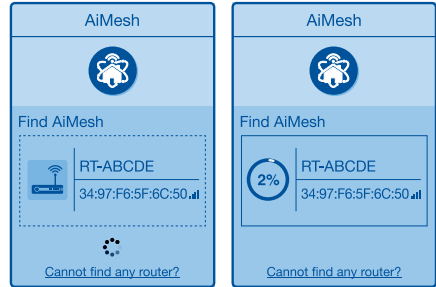 AiMesh
Find AiMesh
RT-ABCDE
34:97:F6:5F:6C:50
Cannot find any router?
AiMesh
Find AiMesh
2%
RT-ABCDE
34:97:F6:5F:6C:50
Cannot find any router?